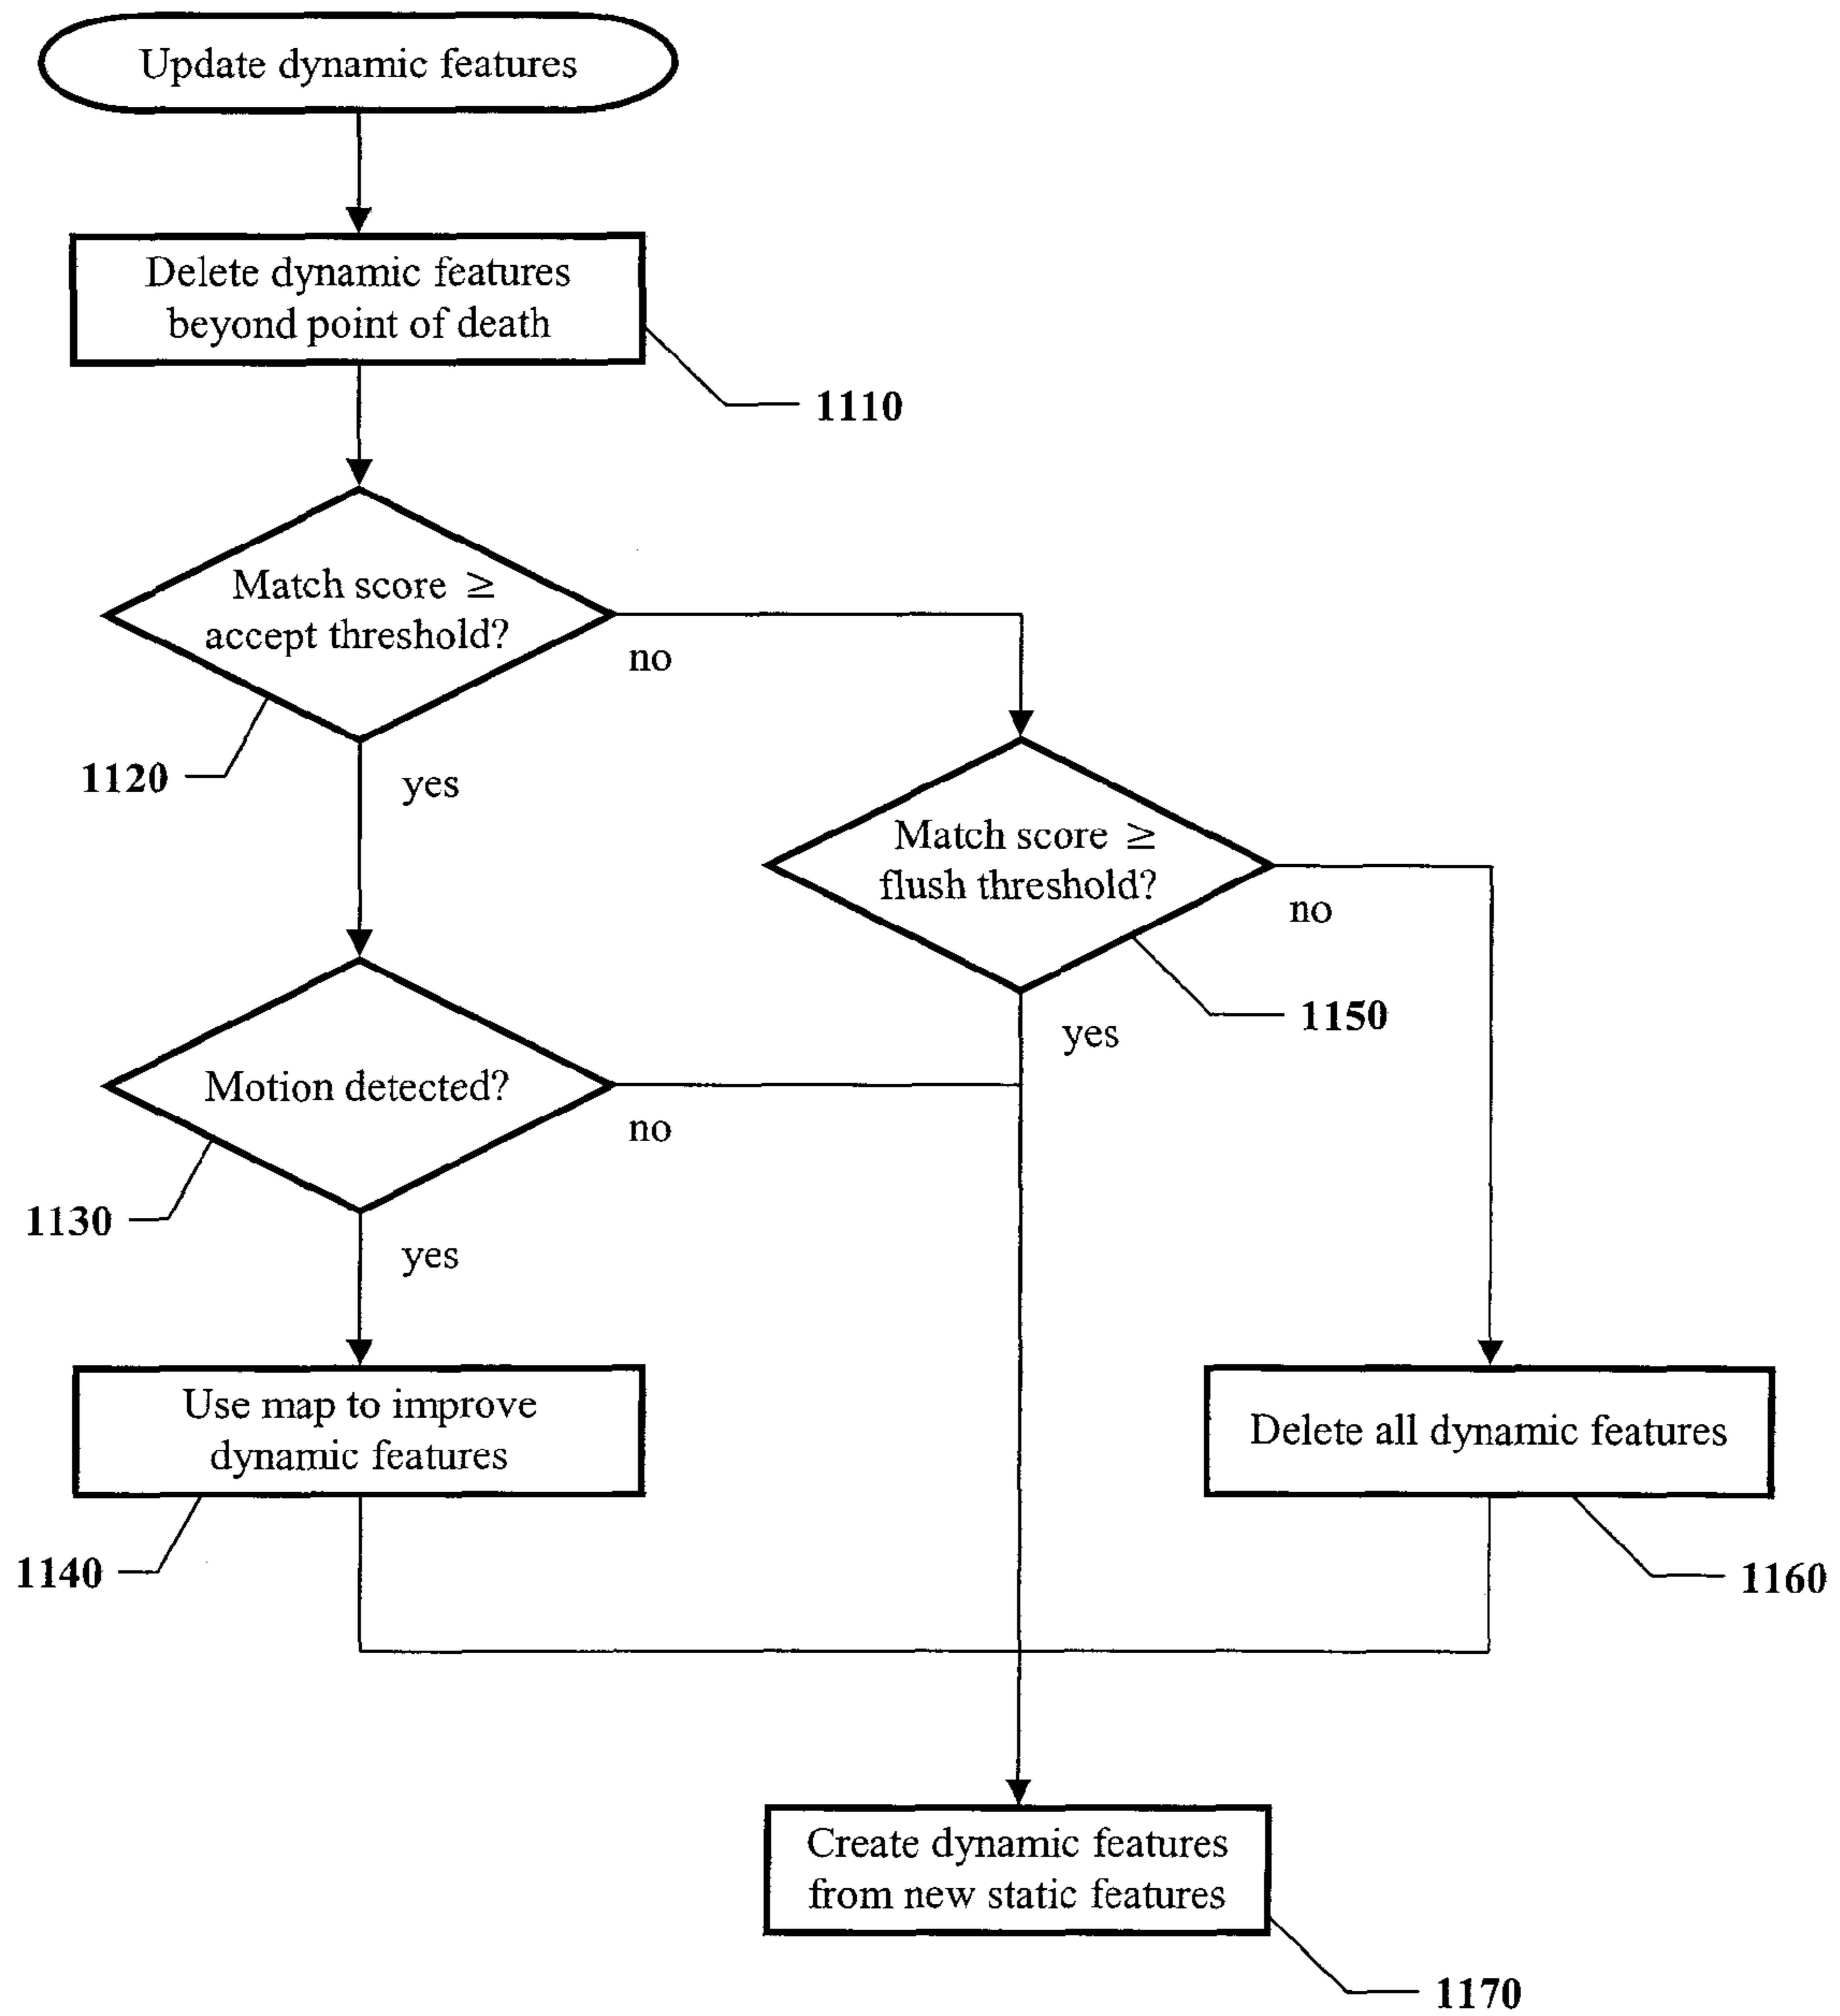 Update dynamic features
Delete dynamic features
beyond point of death
1110
Match score ≥
accept threshold?
no
1120
yes
Match score ≥
flush threshold?
no
1150
yes
Motion detected?
no
1130
yes
Use map to improve
dynamic features
Delete all dynamic features
1140
1160
Create dynamic features
from new static features
1170